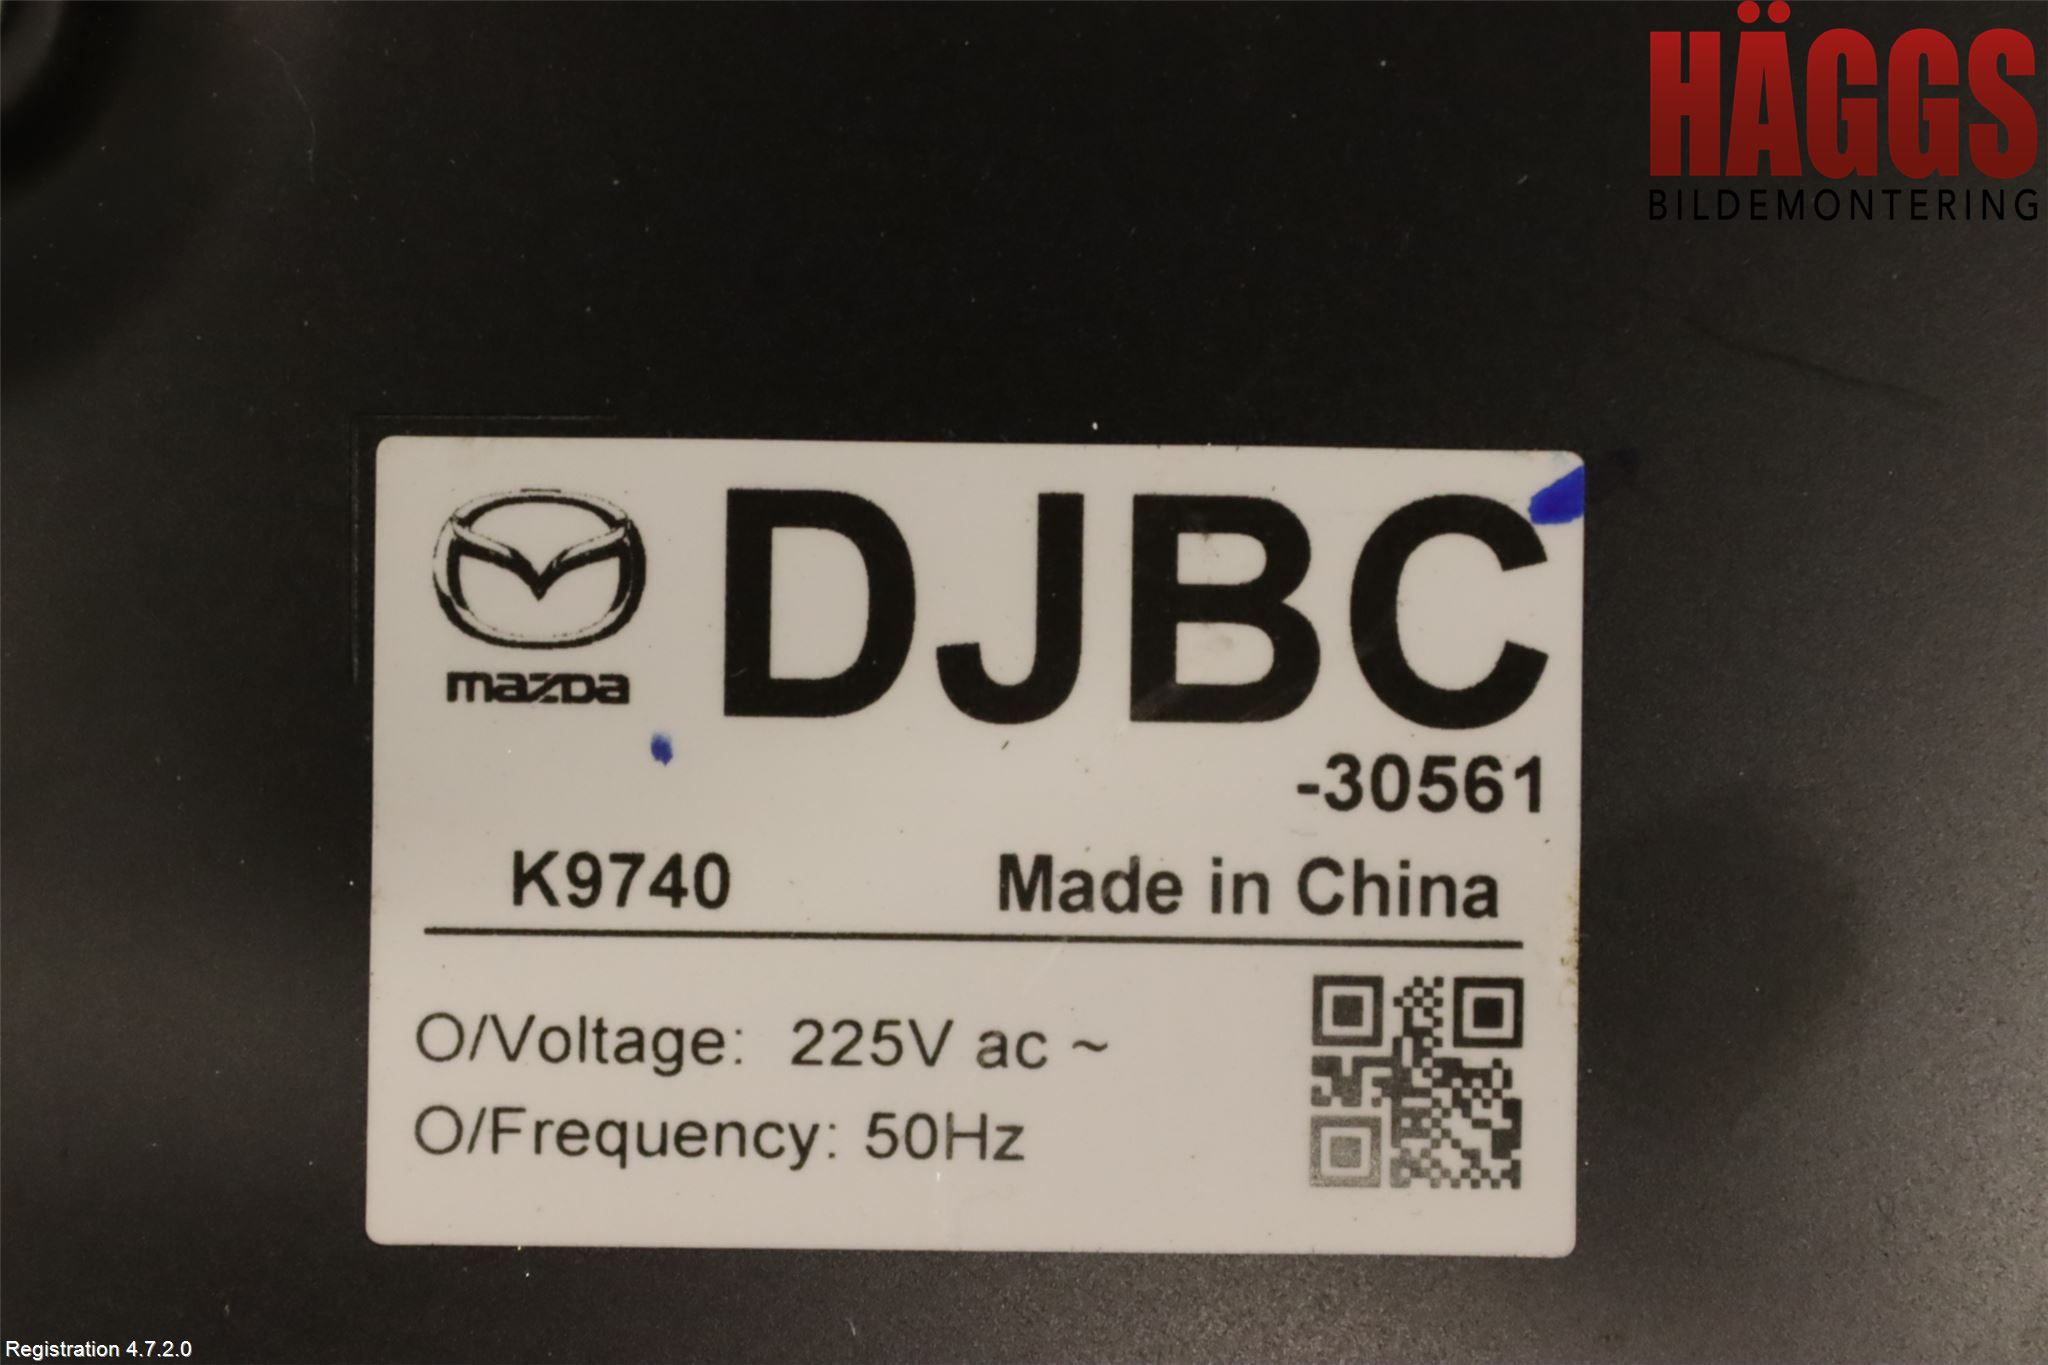 HÄGGS
BILDEMONTERING
mazda
DJBC
-30561
K9740 Made in China
O/Voltage: 225V ac ~
O/Frequency: 50Hz
Registration 4.7.2.0